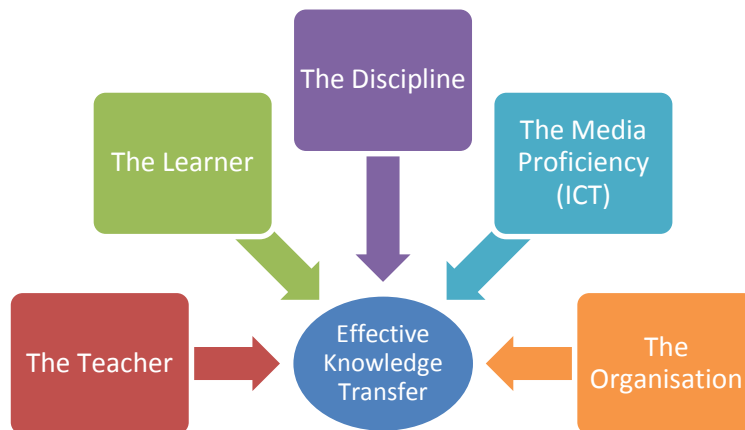 The Discipline
The Learner
The Media
Proficiency
(ICT)
The Teacher
Effective
Knowledge
Transfer
The
Organisation